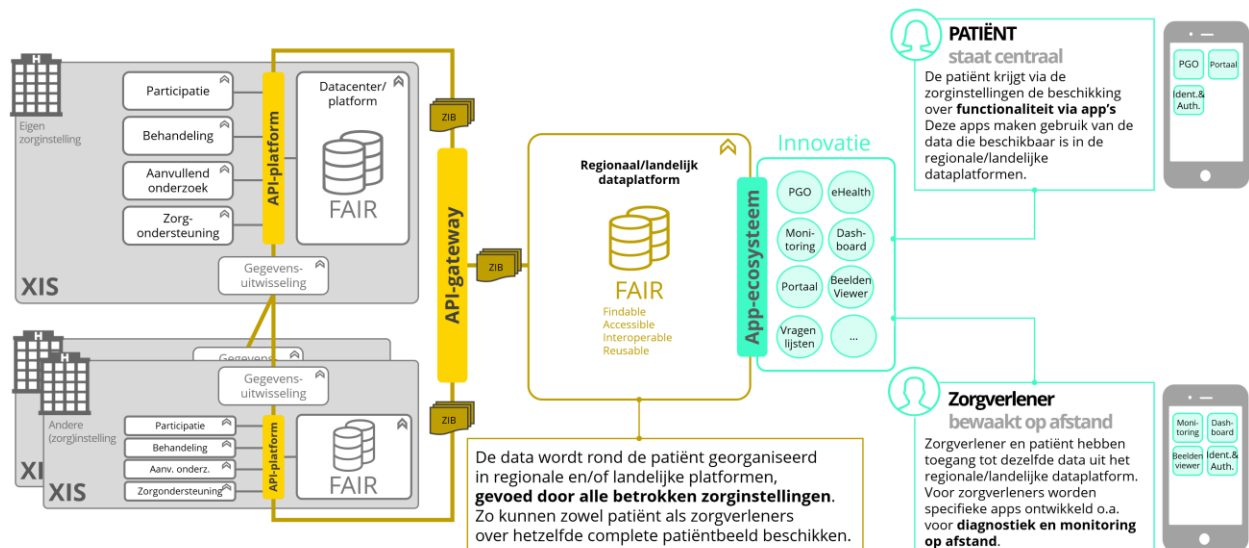 H
Eigen
zorginstelling
XIS
Participatie
Behandeling
Aanvullend
onderzoek
Zorg-
ondersteuning
API-platform
Datacenter/
platform
FAIR
Gegevens-
uitwisseling
H
H
Gegevens-
Gegevens-
uitwisseling
Andere
(zorg)instelling
XI
XIS
Participatie
Behandeling
Aanv. onderz.
Zorgondersteuning
API-platform
FAIR
ZIB
API-gateway
ZIB
ZIB
Regionaal/landelijk
dataplatform
FAIR
Findable
Accessible
Interoperable
Reusable
De data wordt rond de patiënt georganiseerd
in regionale en/of landelijke platformen,
gevoed door alle betrokken zorginstellingen.
Zo kunnen zowel patiënt als zorgverleners
over hetzelfde complete patiëntbeeld beschikken.
App-ecosysteem
Innovatie
PGO
eHealth
Moni-
toring
Dash-
board
Portaal
Beelden
Viewer
Vragen
lijsten
...
PATIËNT
staat centraal
De patiënt krijgt via de
zorginstellingen de beschikking
over functionaliteit via app's
Deze apps maken gebruik van de
data die beschikbaar is in de
regionale/landelijke
dataplatformen.
PGO
Portaal
Ident.&
Auth.
Zorgverlener
bewaakt op afstand
Zorgverlener en patiënt hebben
toegang tot dezelfde data uit het
regionale/landelijke dataplatform.
Voor zorgverleners worden
specifieke apps ontwikkeld o.a.
voor diagnostiek en monitoring
op afstand.
Moni-
toring
Dash-
board
Beelden
viewer
Ident.&
Auth.